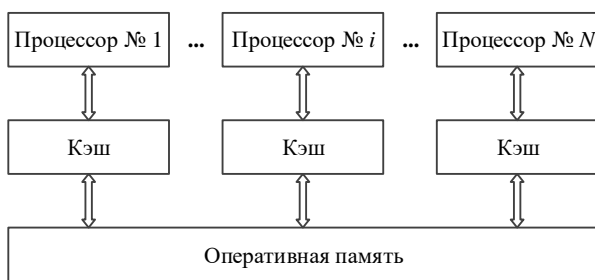 Процессор № 1 ... Процессор № i ... Процессор № N
Кэш Кэш Кэш
Оперативная память